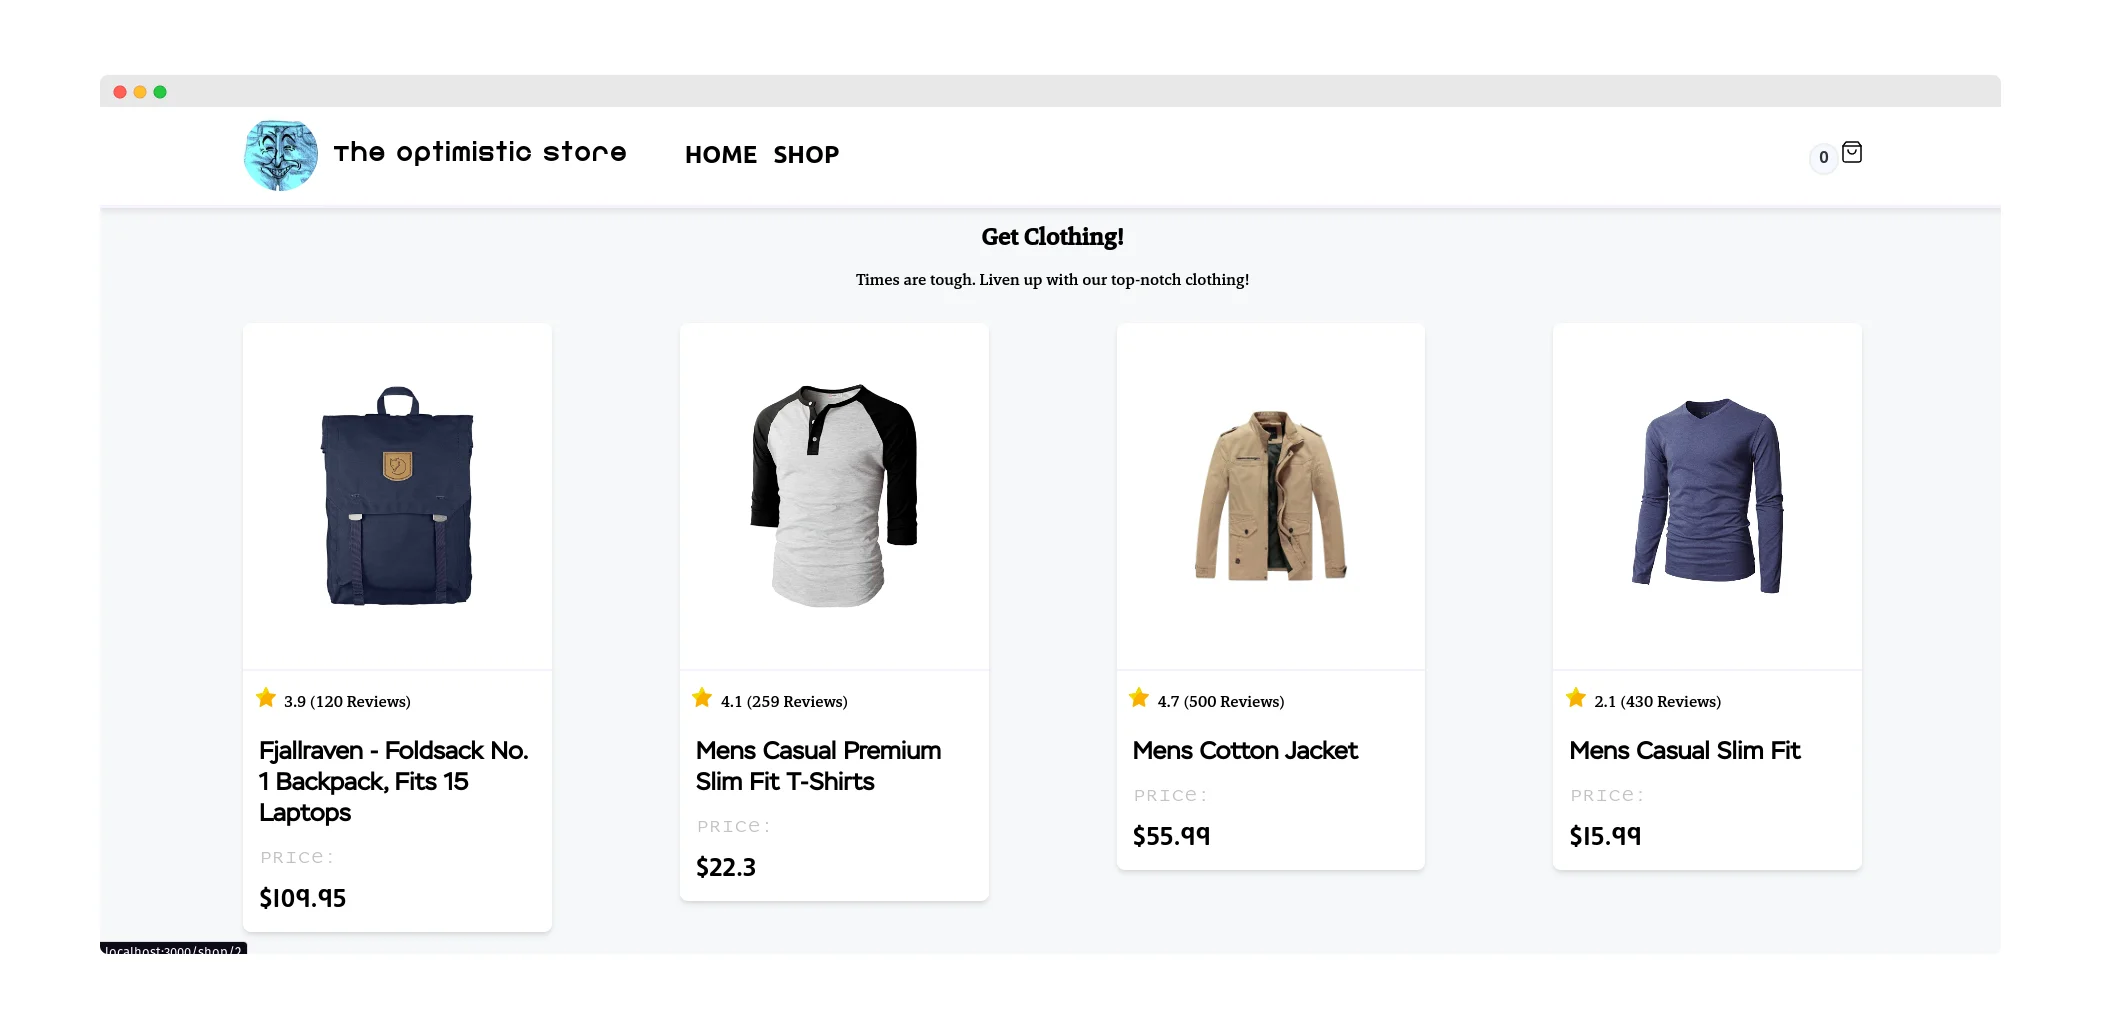 The optimistic store
HOME SHOP
0
Get Clothing!
Times are tough. Liven up with our top-notch clothing!
3.9 (120 Reviews)
Fjallraven - Foldsack No.
1 Backpack, Fits 15
Laptops
PRICE:
$109.95
4.1 (259 Reviews)
Mens Casual Premium
Slim Fit T-Shirts
PRICE:
$22.3
4.7 (500 Reviews)
Mens Cotton Jacket
PRICE:
$55.99
2.1 (430 Reviews)
Mens Casual Slim Fit
PRICE:
$15.99
localhost:3000/shop/2